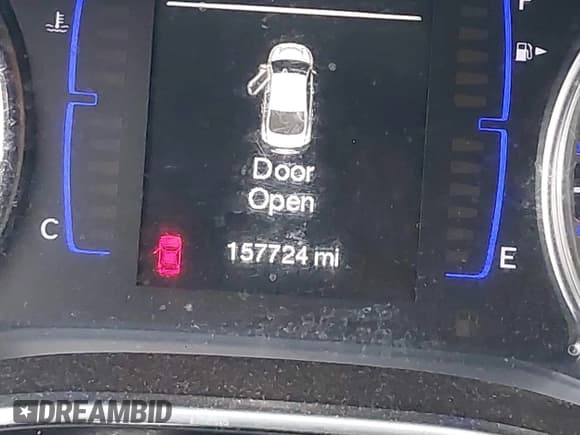 F
Door
Open
C
157724 mi
E
DREAMBID